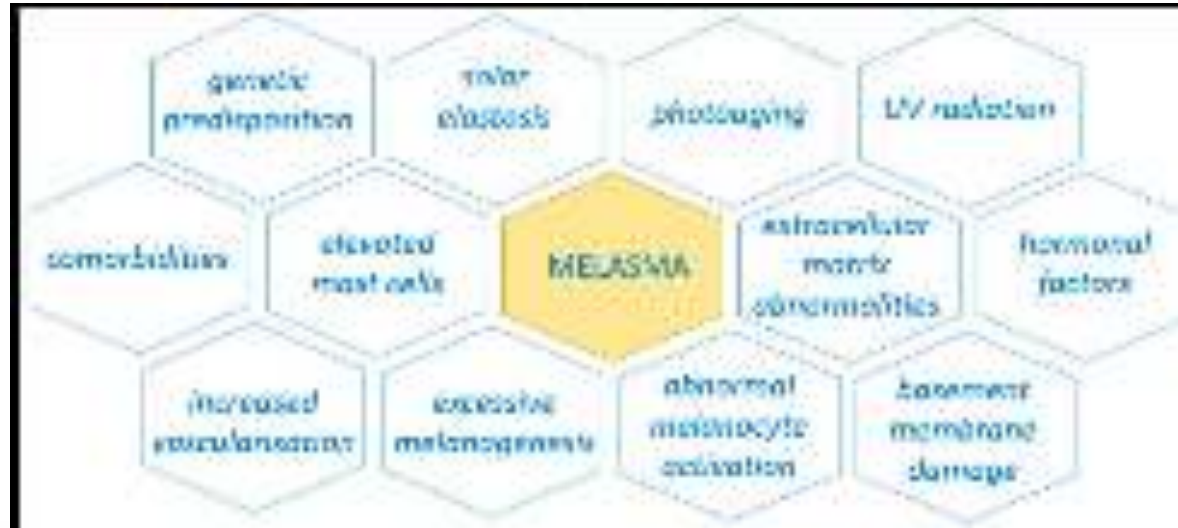 genetic
predisposition
solar
elastosis
photoaging
UV radiation
comorbidities
elevated
mast cells
MELASMA
extracellular
matrix
abnormalities
hormonal
factors
increased
vascularisation
excessive
melanogenesis
abnormal
melanocyte
activation
basement
membrane
damage